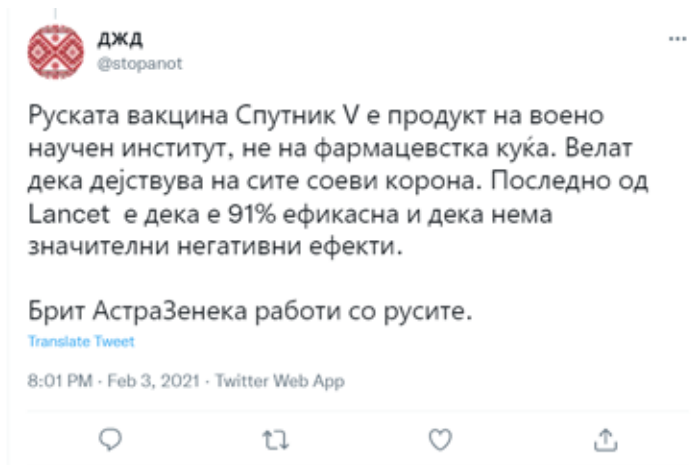 джд
@stopanot
Руската вакцина Спутник V е продукт на воено
научен институт, не на фармацевстка куќа. Велат
дека дејствува на сите соеви корона. Последно од
Lancet е дека е 91% ефикасна и дека нема
значителни негативни ефекти.
Брит АстраЗенека работи со русите.
Translate Tweet
8:01 PM · Feb 3, 2021 · Twitter Web App